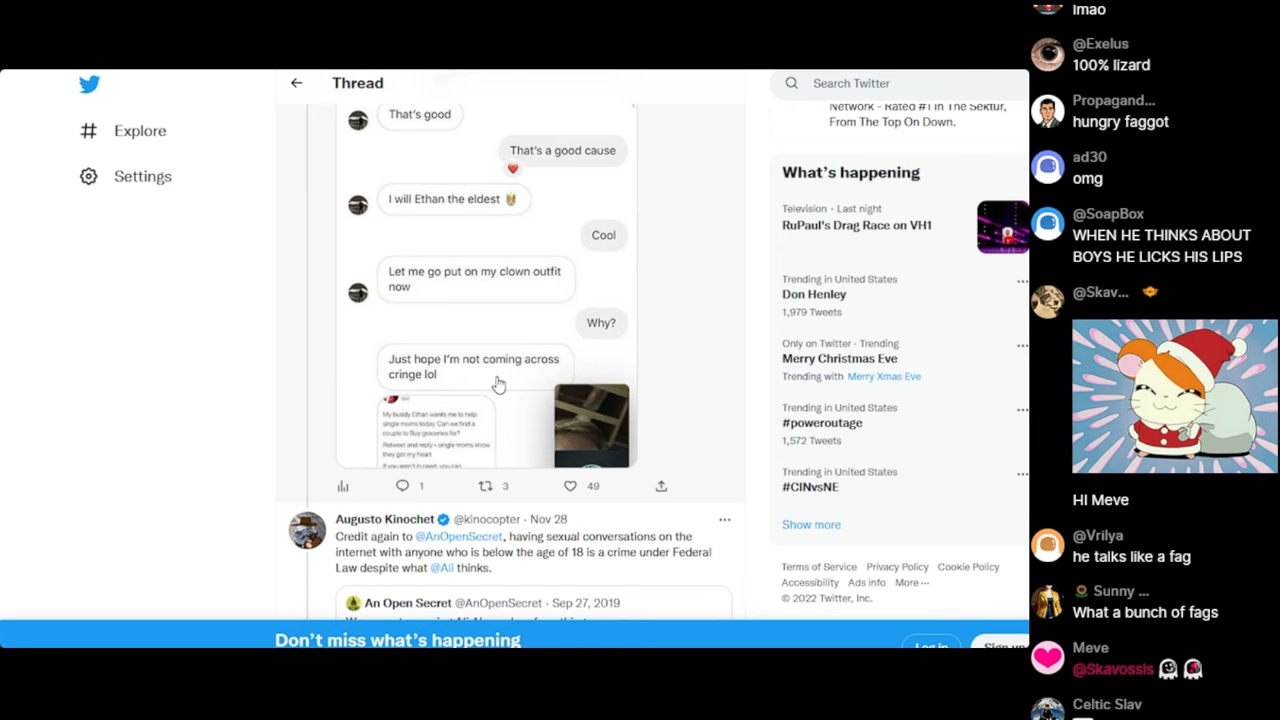 Explore
Settings
Thread
That's good
That's a good cause
I will Ethan the eldest
Cool
Let me go put on my clown outfit
now
Why?
Just hope I'm not coming across
cringe lol
My buddy Ethan wants me to help
single moms today. Can we find a
couple to Buy groceries for?
Retweet and reply - single moms know
they got my heart
If you aren't in need, you can
1
3
49
Augusto Kinochet @kinocopter · Nov 28
Credit again to @AnOpenSecret, having sexual conversations on the
internet with anyone who is below the age of 18 is a crime under Federal
Law despite what @Ali thinks.
An Open Secret @AnOpenSecret · Sep 27, 2019
Search Twitter
Network - Rated #1 In The Sektur,
From The Top On Down.
What's happening
Television · Last night
RuPaul's Drag Race on VH1
Trending in United States
Don Henley
1,979 Tweets
Only on Twitter · Trending
Merry Christmas Eve
Trending with Merry Xmas Eve
Trending in United States
#poweroutage
1,572 Tweets
Trending in United States
#CINvsNE
Show more
Terms of Service Privacy Policy Cookie Policy
Accessibility Ads info More ···
© 2022 Twitter, Inc.
Don't miss what's happening
Log in
Sign up
lmao
@Exelus
100% lizard
Propagand...
hungry faggot
ad30
omg
@SoapBox
WHEN HE THINKS ABOUT
BOYS HE LICKS HIS LIPS
@Skav...
HI Meve
@Vrilya
he talks like a fag
Sunny ...
What a bunch of fags
Meve
@Skavossis
Celtic Slav